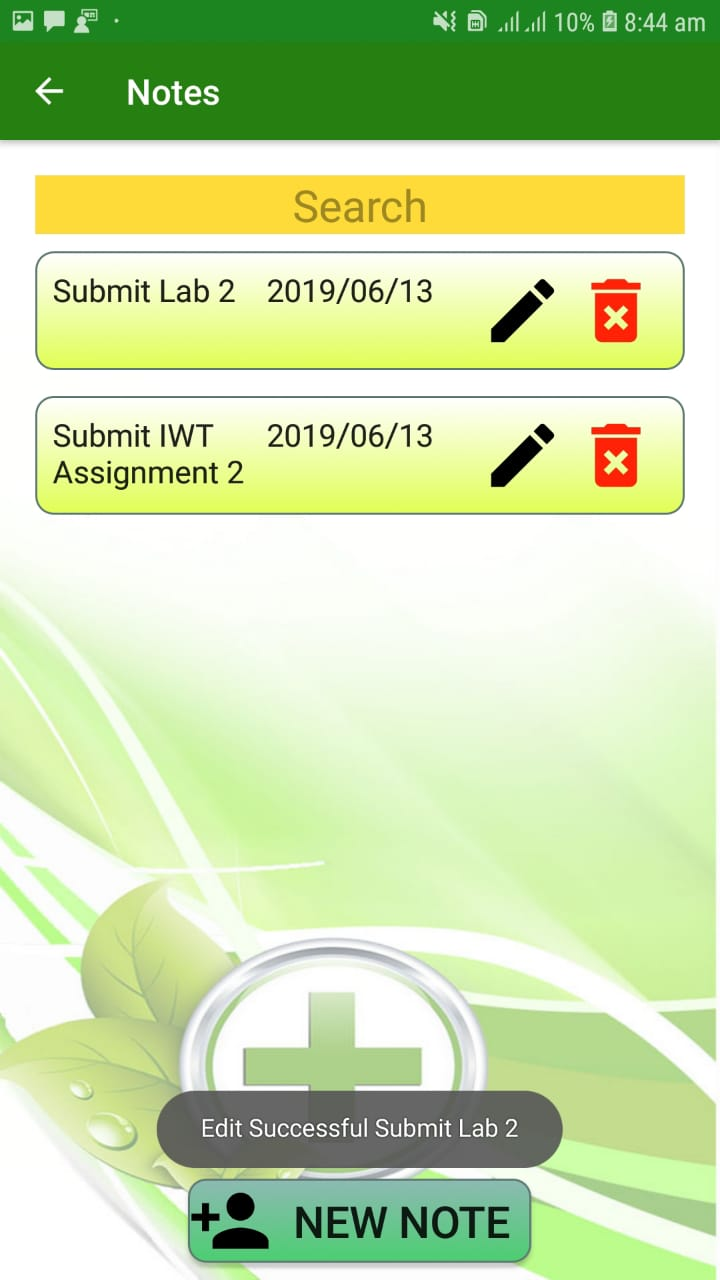 10% 8:44 am
Notes
Search
Submit Lab 2 2019/06/13
Submit IWT 2019/06/13
Assignment 2
Edit Successful Submit Lab 2
NEW NOTE